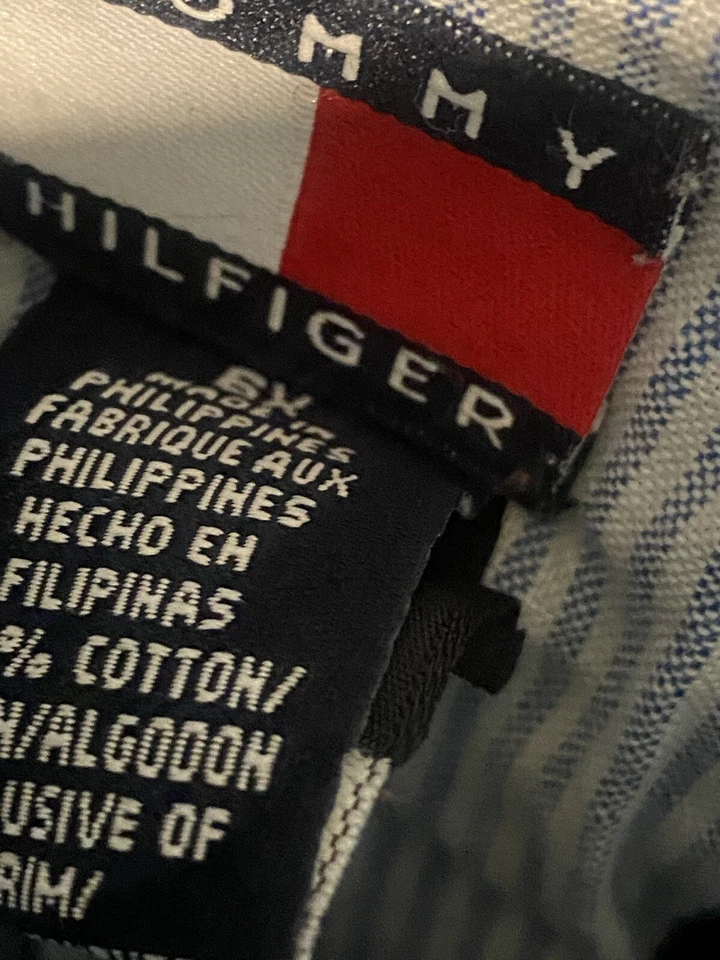 OMMY
HILFIGER
6X
MADE IN
PHILIPPINES
FABRIQUE AUX
PHILIPPINES
HECHO EN
FILIPINAS
% COTTON/
N/ALGODON
USIVE OF
RIM/